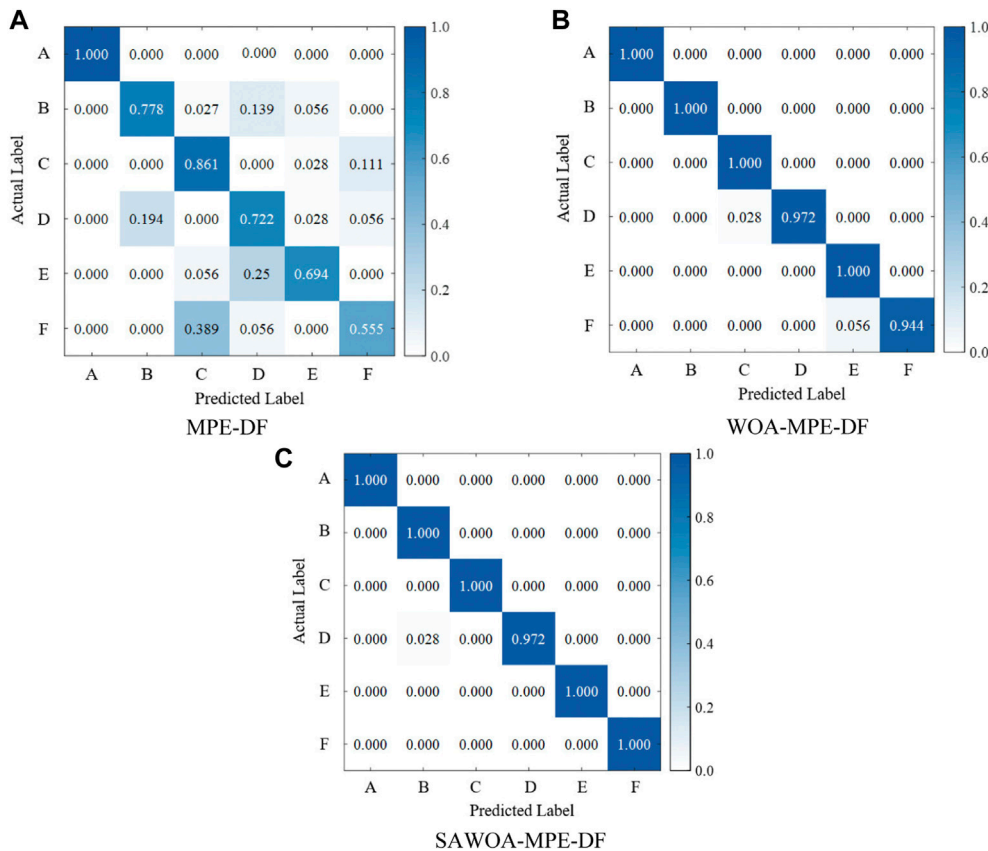 A
A 1.000 0.000 0.000 0.000 0.000 0.000 1.0
B 0.000 0.778 0.027 0.139 0.056 0.000 0.8
C 0.000 0.000 0.861 0.000 0.028 0.111 0.6
D 0.000 0.194 0.000 0.722 0.028 0.056 0.4
E 0.000 0.000 0.056 0.25 0.694 0.000 0.2
F 0.000 0.000 0.389 0.056 0.000 0.555 0.0
Actual Label
A B C D E F
Predicted Label
MPE-DF
B
A 1.000 0.000 0.000 0.000 0.000 0.000 1.0
B 0.000 1.000 0.000 0.000 0.000 0.000 0.8
C 0.000 0.000 1.000 0.000 0.000 0.000 0.6
D 0.000 0.000 0.028 0.972 0.000 0.000 0.4
E 0.000 0.000 0.000 0.000 1.000 0.000 0.2
F 0.000 0.000 0.000 0.000 0.056 0.944 0.0
Actual Label
A B C D E F
Predicted Label
WOA-MPE-DF
C
A 1.000 0.000 0.000 0.000 0.000 0.000 1.0
B 0.000 1.000 0.000 0.000 0.000 0.000 0.8
C 0.000 0.000 1.000 0.000 0.000 0.000 0.6
D 0.000 0.028 0.000 0.972 0.000 0.000 0.4
E 0.000 0.000 0.000 0.000 1.000 0.000 0.2
F 0.000 0.000 0.000 0.000 0.000 1.000 0.0
Actual Label
A B C D E F
Predicted Label
SAWOA-MPE-DF